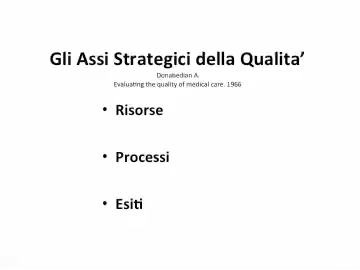 Gli Assi Strategici della Qualita’
Donabedian A.
Evaluating the quality of medical care. 1966
• Risorse
• Processi
• Esiti